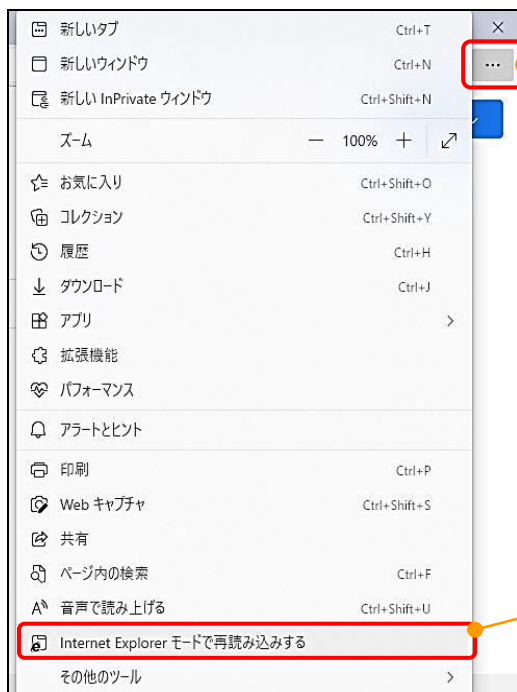 新しいタブ Ctrl+T
新しいウィンドウ Ctrl+N
新しい InPrivate ウィンドウ Ctrl+Shift+N
ズーム — 100% +
お気に入り Ctrl+Shift+O
コレクション Ctrl+Shift+Y
履歴 Ctrl+H
ダウンロード Ctrl+J
アプリ
拡張機能
パフォーマンス
アラートとヒント
印刷 Ctrl+P
Web キャプチャ Ctrl+Shift+S
共有
ページ内の検索 Ctrl+F
音声で読み上げる Ctrl+Shift+U
Internet Explorer モードで再読み込みする
その他のツール